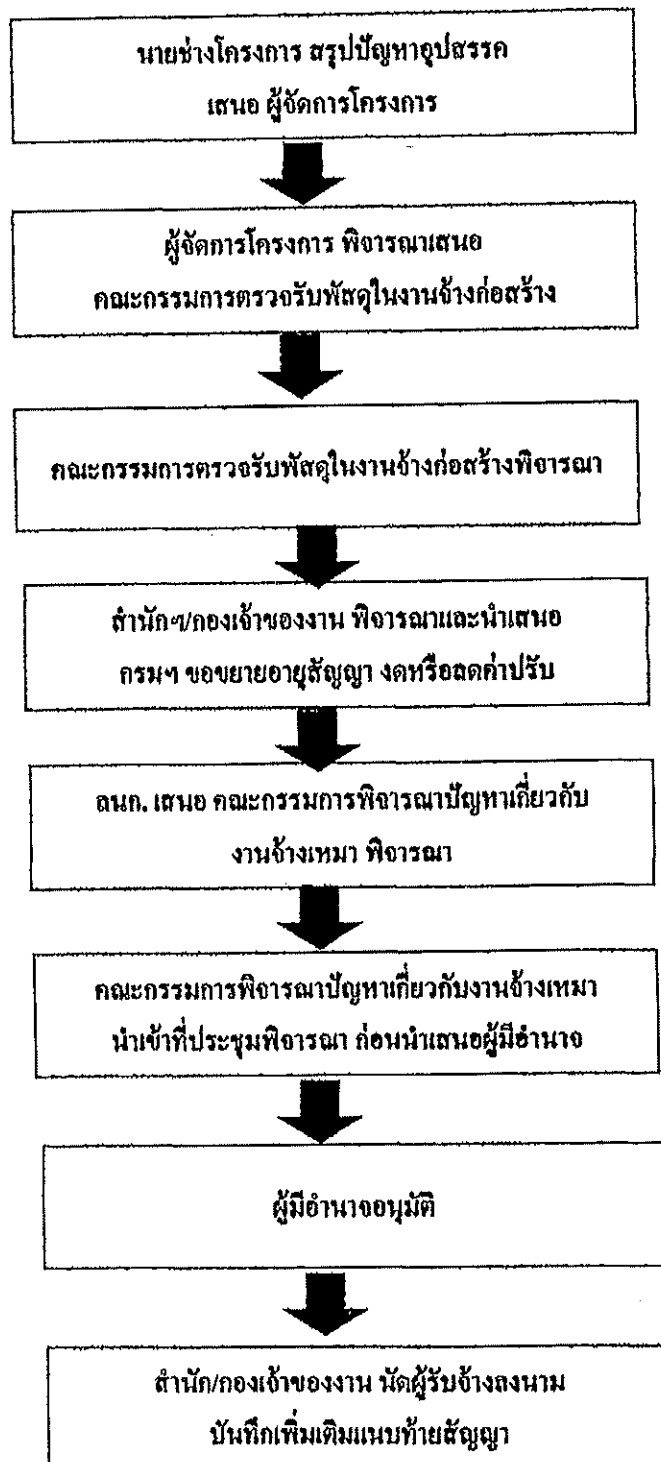 นายช่างโครงการ สรุปปัญหาอุปสรรค
เสนอ ผู้จัดการโครงการ
ผู้จัดการโครงการ พิจารณาเสนอ
คณะกรรมการตรวจรับพัสดุในงานจ้างก่อสร้าง
คณะกรรมการตรวจรับพัสดุในงานจ้างก่อสร้างพิจารณา
สำนักฯ/กองเจ้าของงาน พิจารณาและนำเสนอ
กรมฯ ขอขยายอายุสัญญา งดหรือลดค่าปรับ
ลนก. เสนอ คณะกรรมการพิจารณาปัญหาเกี่ยวกับ
งานจ้างเหมา พิจารณา
คณะกรรมการพิจารณาปัญหาเกี่ยวกับงานจ้างเหมา
นำเข้าที่ประชุมพิจารณา ก่อนนำเสนอผู้มีอำนาจ
ผู้มีอำนาจอนุมัติ
สำนัก/กองเจ้าของงาน นัดผู้รับจ้างลงนาม
บันทึกเพิ่มเติมแนบท้ายสัญญา